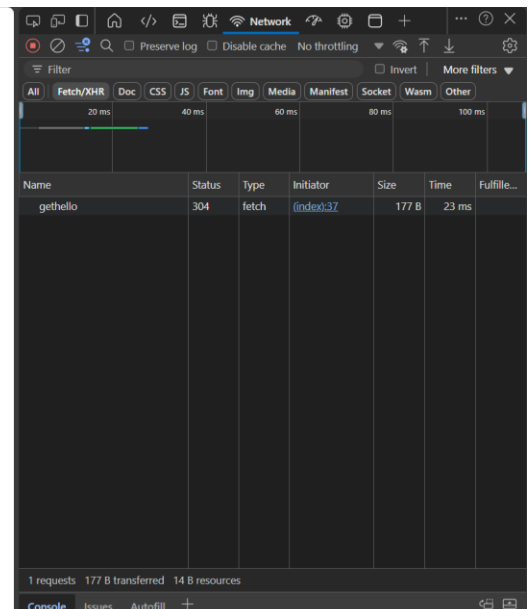 Network
Preserve log Disable cache No throttling
Filter Invert More filters
All Fetch/XHR Doc CSS JS Font Img Media Manifest Socket Wasm Other
20 ms 40 ms 60 ms 80 ms 100 ms
Name Status Type Initiator Size Time Fulfille...
gethello 304 fetch (index):37 177 B 23 ms
1 requests 177 B transferred 14 B resources
Console Issues Autofill